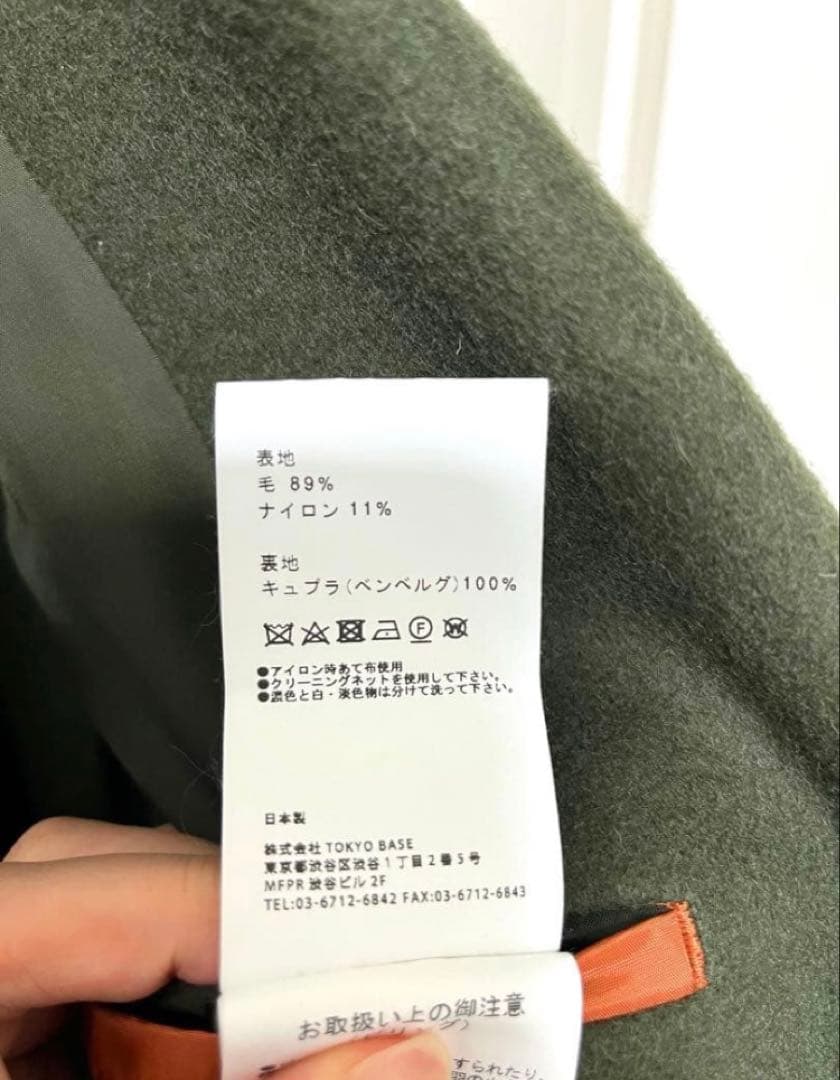 表地
毛 89%
ナイロン 11%
裏地
キュプラ(ベンベルグ)100%
F W
●アイロン時あて布使用
●クリーニングネットを使用して下さい。
●濃色と白・淡色物は分けて洗って下さい。
日本製
株式会社 TOKYO BASE
東京都渋谷区渋谷1丁目2番5号
MFPR 渋谷ビル 2F
TEL:03-6712-6842 FAX:03-6712-6843
お取扱い上の御注意
すられたり、